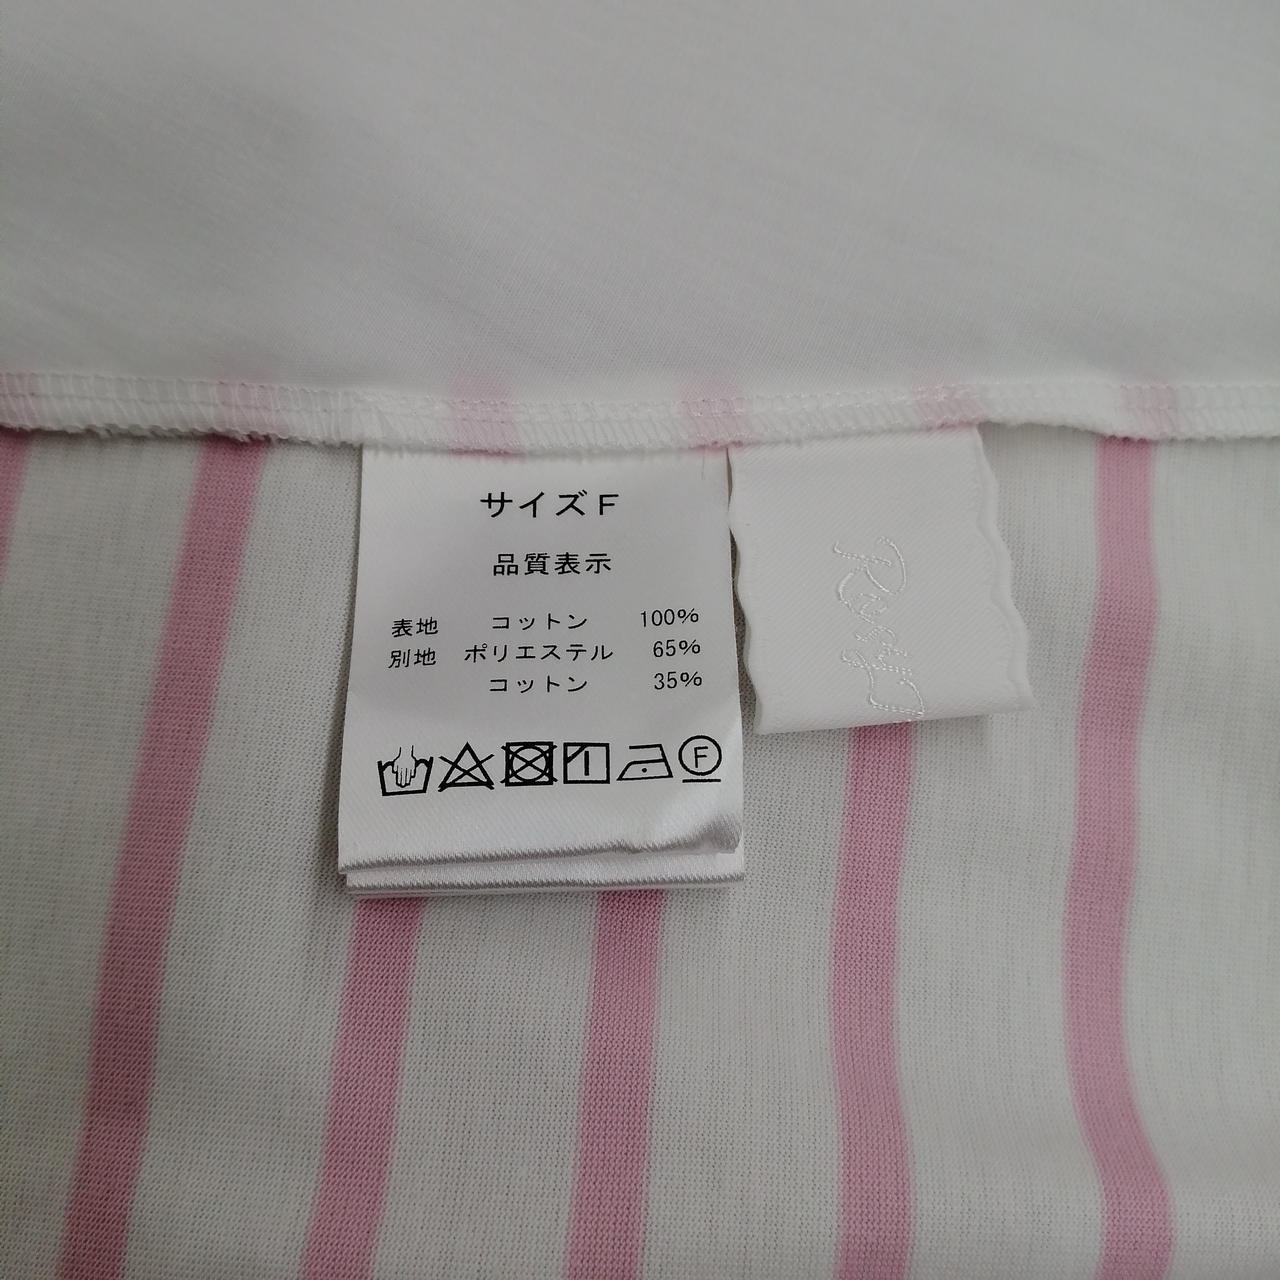 サイズF
品質表示
表地 コットン 100%
別地 ポリエステル 65%
コットン 35%
F